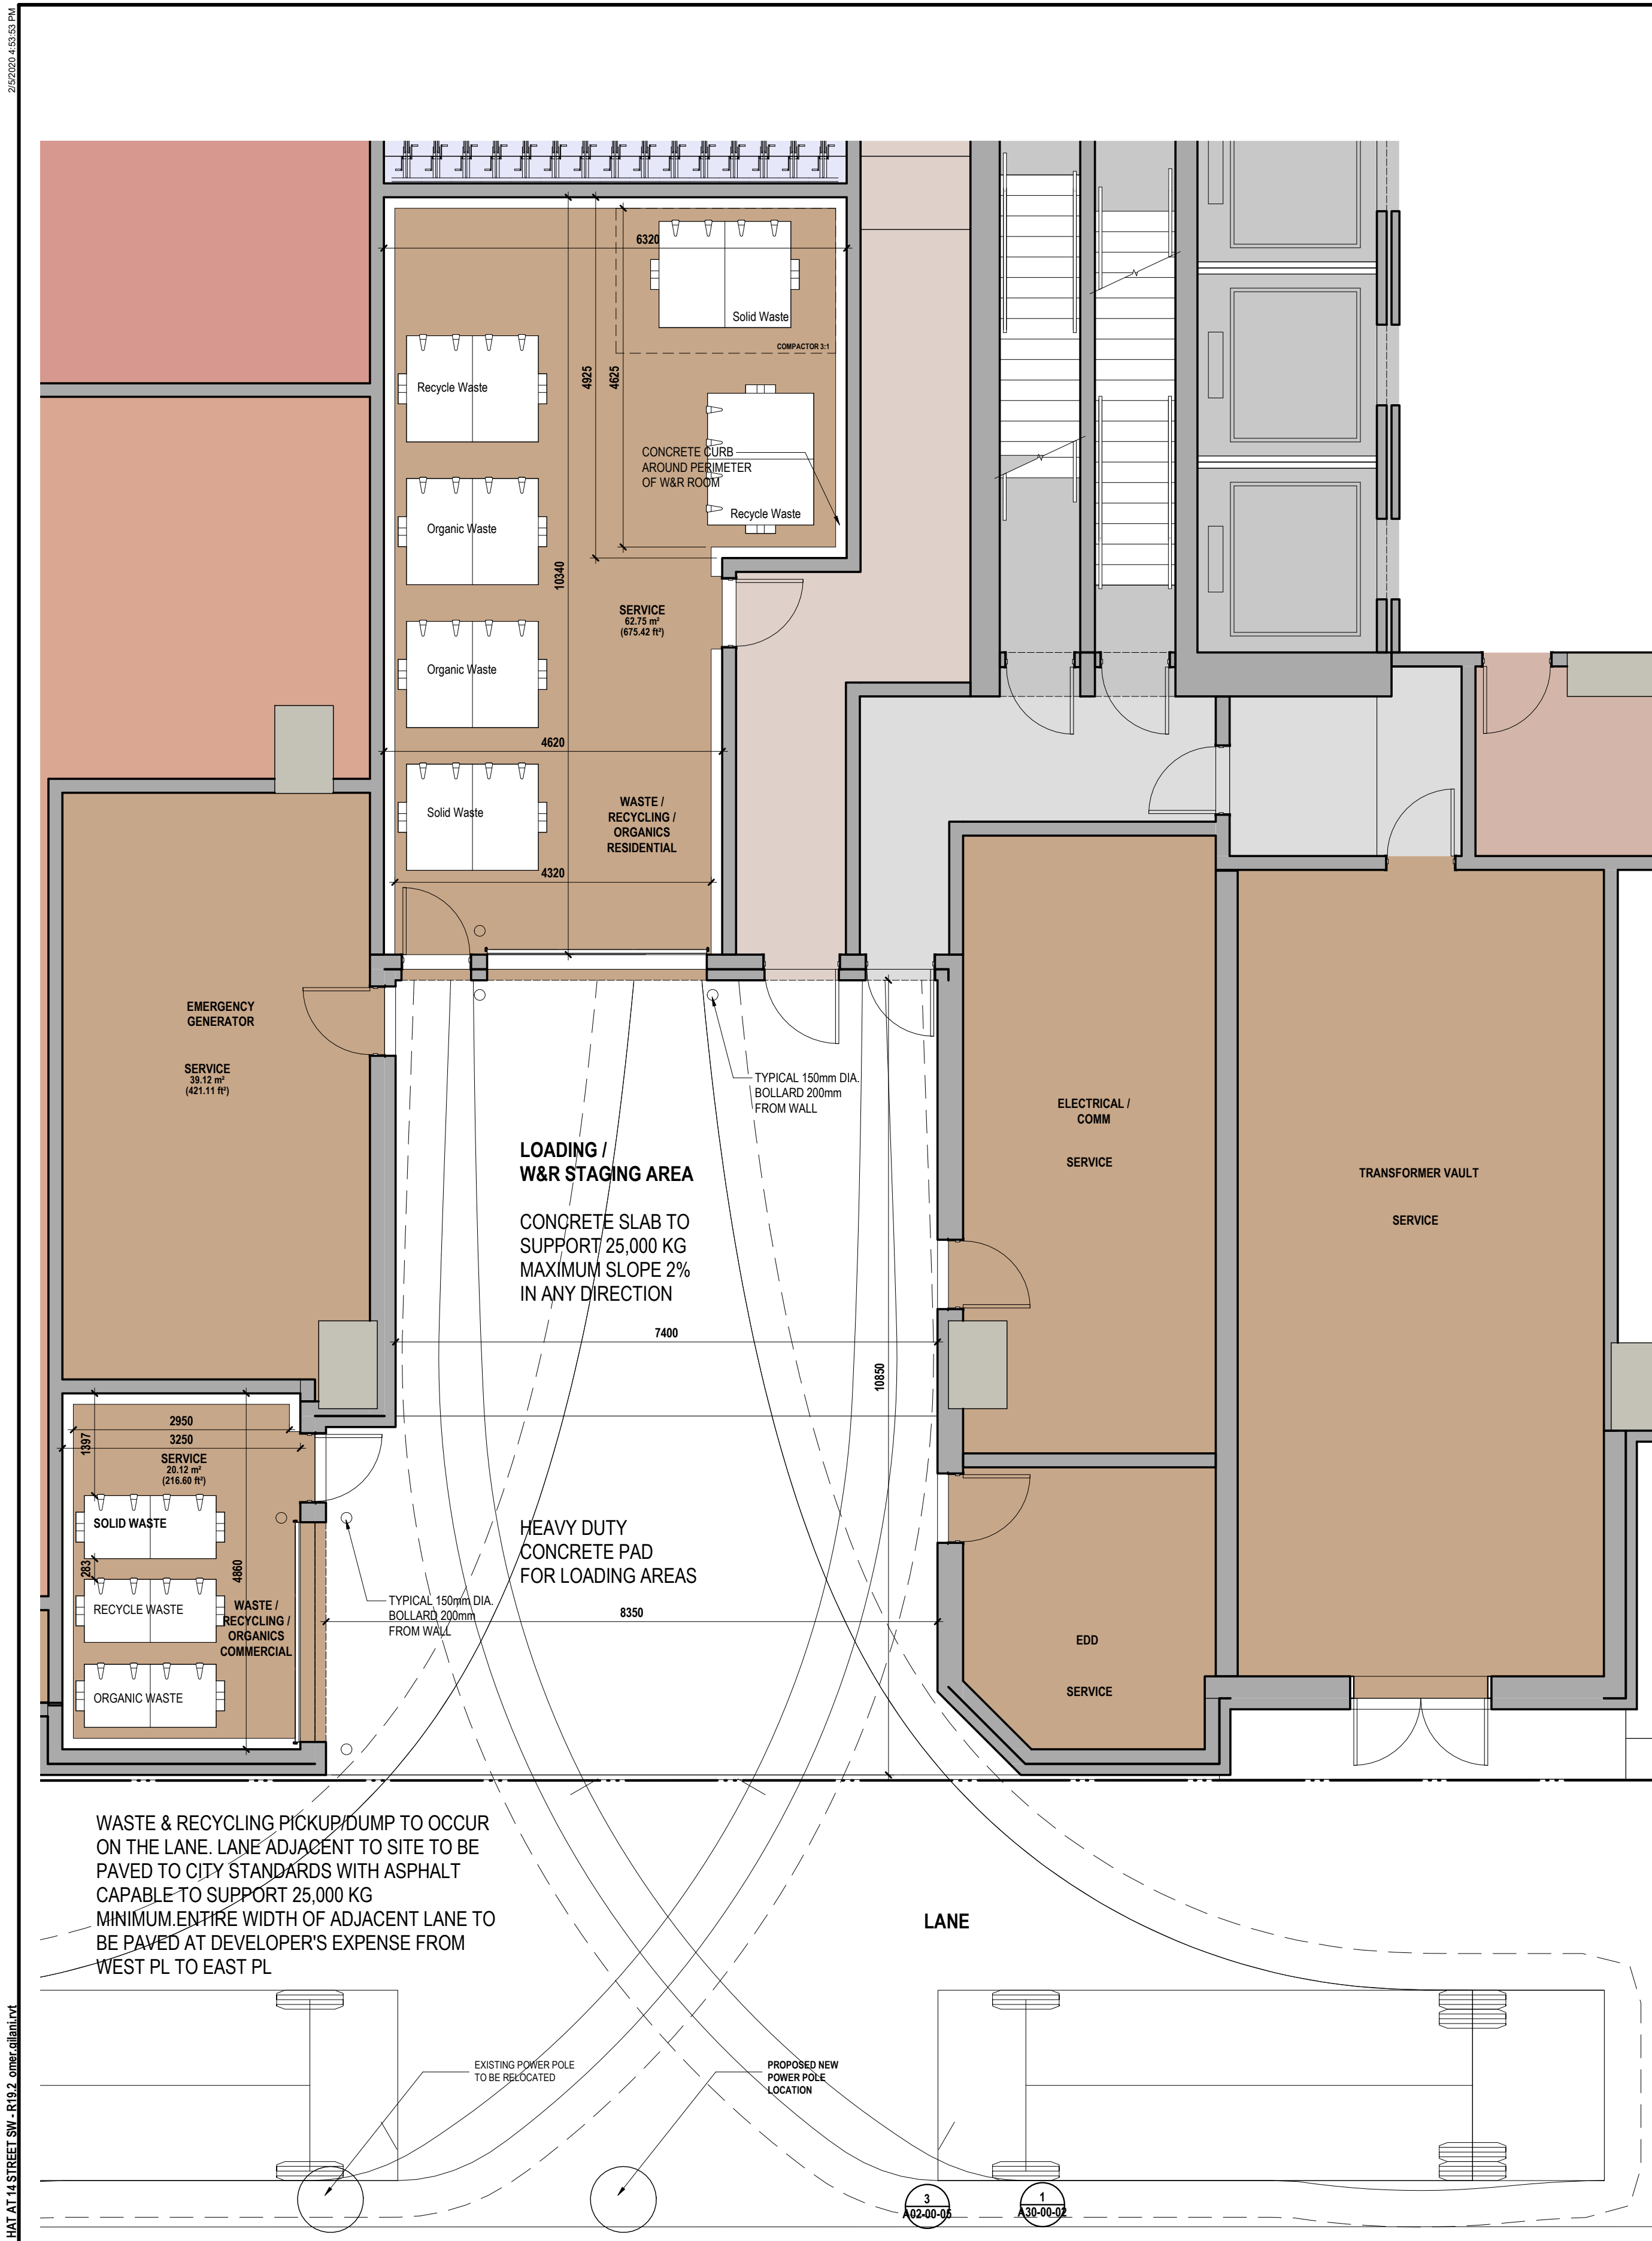 2/5/2020 4:53:53 PM
6320
Solid Waste
COMPACTOR 3:1
4925
4625
Recycle Waste
CONCRETE CURB
AROUND PERIMETER
OF W&R ROOM
Recycle Waste
Organic Waste
10340
SERVICE
62.75 m²
(675.42 ft²)
Organic Waste
4620
WASTE /
RECYCLING /
ORGANICS
RESIDENTIAL
Solid Waste
4320
EMERGENCY
GENERATOR
SERVICE
39.12 m²
(421.11 ft²)
TYPICAL 150mm DIA.
BOLLARD 200mm
FROM WALL
ELECTRICAL /
COMM
SERVICE
TRANSFORMER VAULT
SERVICE
LOADING /
W&R STAGING AREA
CONCRETE SLAB TO
SUPPORT 25,000 KG
MAXIMUM SLOPE 2%
IN ANY DIRECTION
7400
10850
2950
3250
1397
SERVICE
20.12 m²
(216.60 ft²)
SOLID WASTE
283
4860
RECYCLE WASTE
WASTE /
RECYCLING /
ORGANICS
COMMERCIAL
ORGANIC WASTE
HEAVY DUTY
CONCRETE PAD
FOR LOADING AREAS
TYPICAL 150mm DIA.
BOLLARD 200mm
FROM WALL
8350
EDD
SERVICE
WASTE & RECYCLING PICKUP/DUMP TO OCCUR
ON THE LANE. LANE ADJACENT TO SITE TO BE
PAVED TO CITY STANDARDS WITH ASPHALT
CAPABLE TO SUPPORT 25,000 KG
MINIMUM.ENTIRE WIDTH OF ADJACENT LANE TO
BE PAVED AT DEVELOPER'S EXPENSE FROM
WEST PL TO EAST PL
LANE
EXISTING POWER POLE
TO BE RELOCATED
PROPOSED NEW
POWER POLE
LOCATION
3
A02-00-05
1
A30-00-02
HAT AT 14 STREET SW - R19.2_omer.gilani.rvt